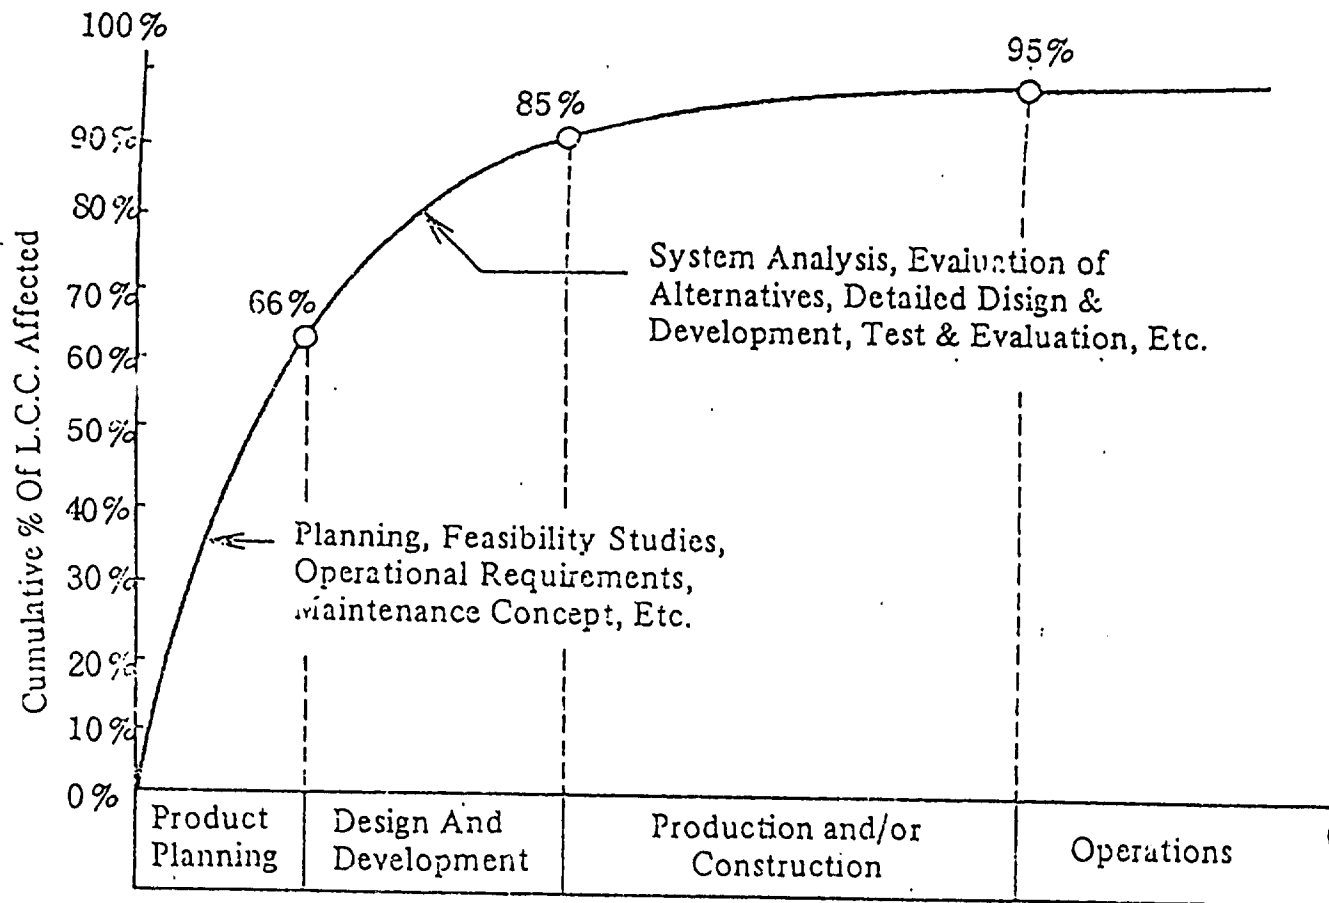 100%
95%
85%
90%
80%
70%
66%
60%
50%
40%
30%
20%
10%
0%
Cumulative % Of L.C.C. Affected
System Analysis, Evaluation of
Alternatives, Detailed Disign &
Development, Test & Evaluation, Etc.
Planning, Feasibility Studies,
Operational Requirements,
Maintenance Concept, Etc.
Product
Planning
Design And
Development
Production and/or
Construction
Operations